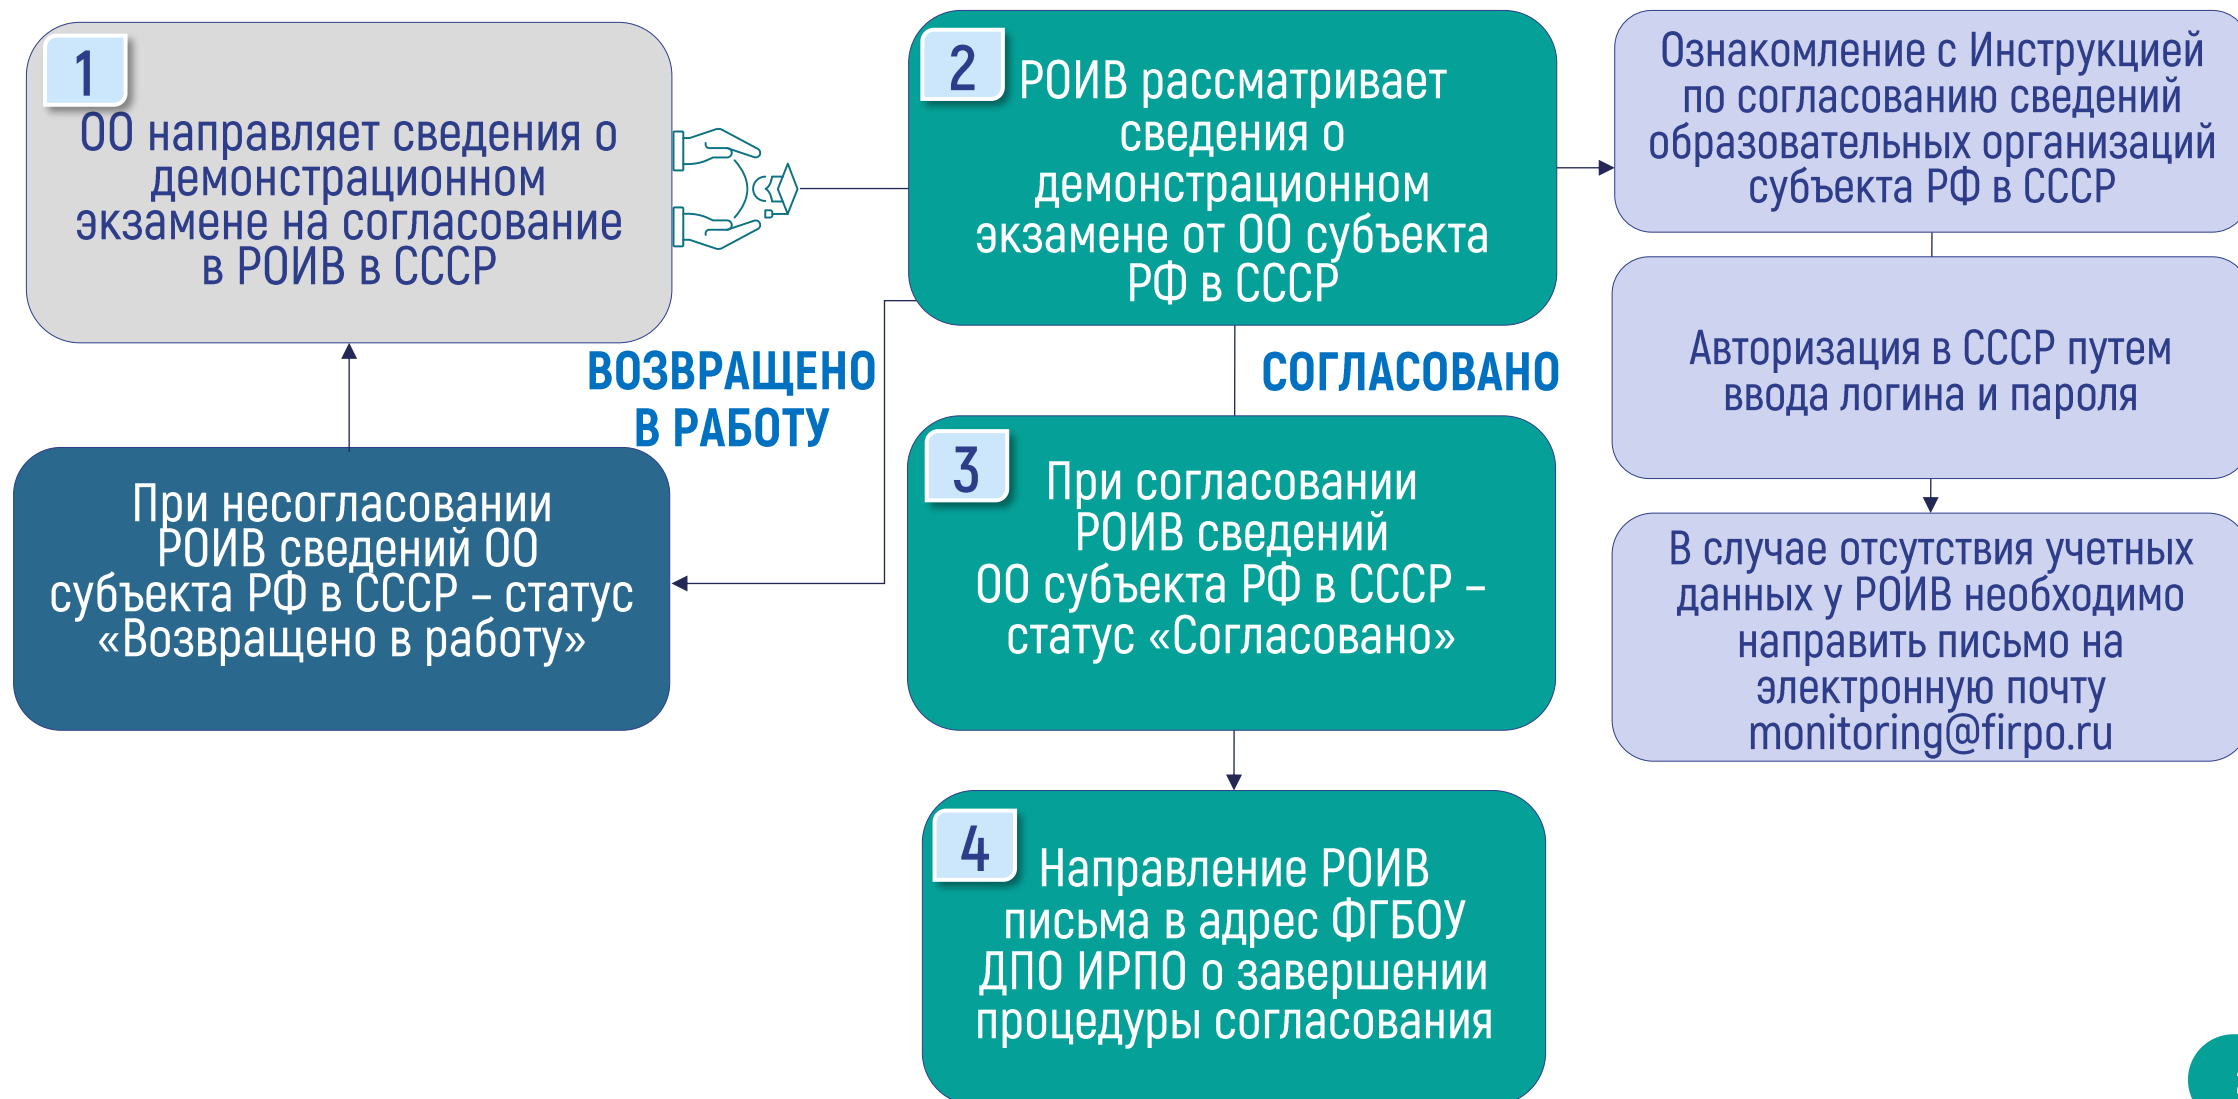 1
ОО направляет сведения о
демонстрационном
экзамене на согласование
в РОИВ в СССР
2
РОИВ рассматривает
сведения о
демонстрационном
экзамене от ОО субъекта
РФ в СССР
Ознакомление с Инструкцией
по согласованию сведений
образовательных организаций
субъекта РФ в СССР
Авторизация в СССР путем
ввода логина и пароля
В случае отсутствия учетных
данных у РОИВ необходимо
направить письмо на
электронную почту
monitoring@firpo.ru
ВОЗВРАЩЕНО
В РАБОТУ
СОГЛАСОВАНО
При несогласовании
РОИВ сведений ОО
субъекта РФ в СССР – статус
«Возвращено в работу»
3
При согласовании
РОИВ сведений
ОО субъекта РФ в СССР –
статус «Согласовано»
4
Направление РОИВ
письма в адрес ФГБОУ
ДПО ИРПО о завершении
процедуры согласования